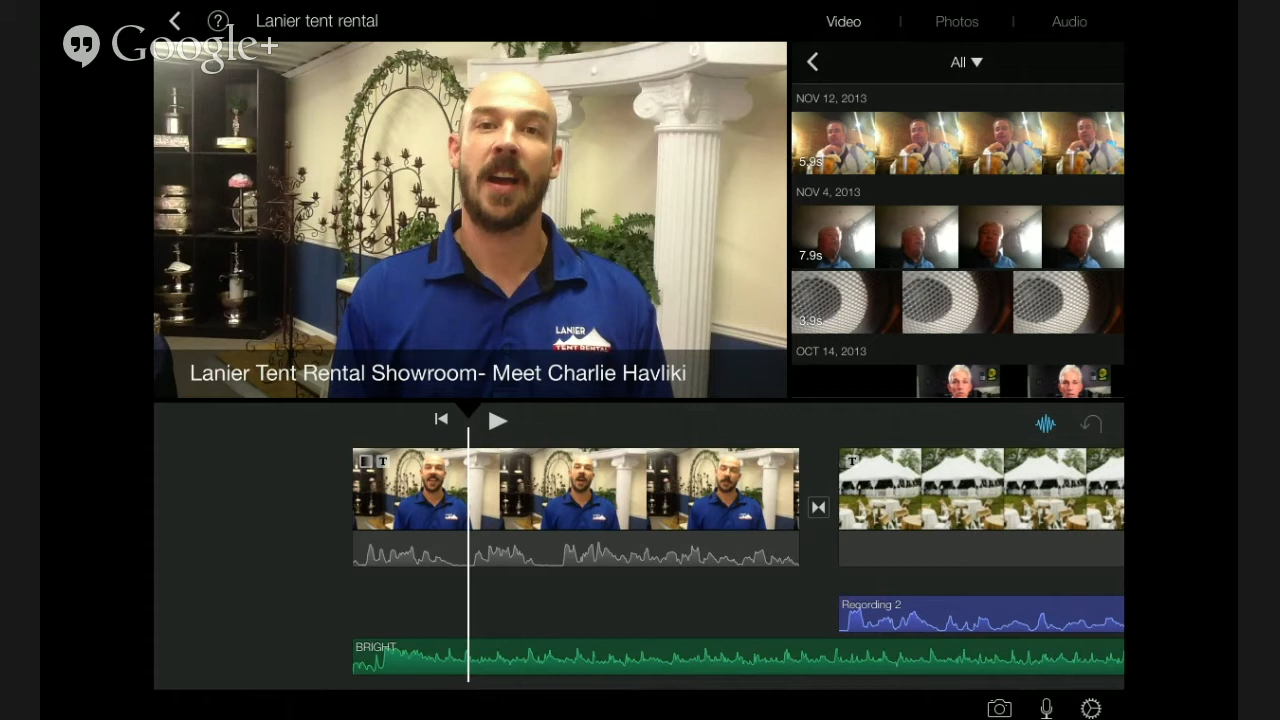 Lanier tent rental
Video
Photos
Audio
Google+
All
NOV 12, 2013
5.9s
NOV 4, 2013
7.9s
3.9s
OCT 14, 2013
LANIER
TENT RENTAL
Lanier Tent Rental Showroom- Meet Charlie Havliki
T
T
Recording 2
BRIGHT